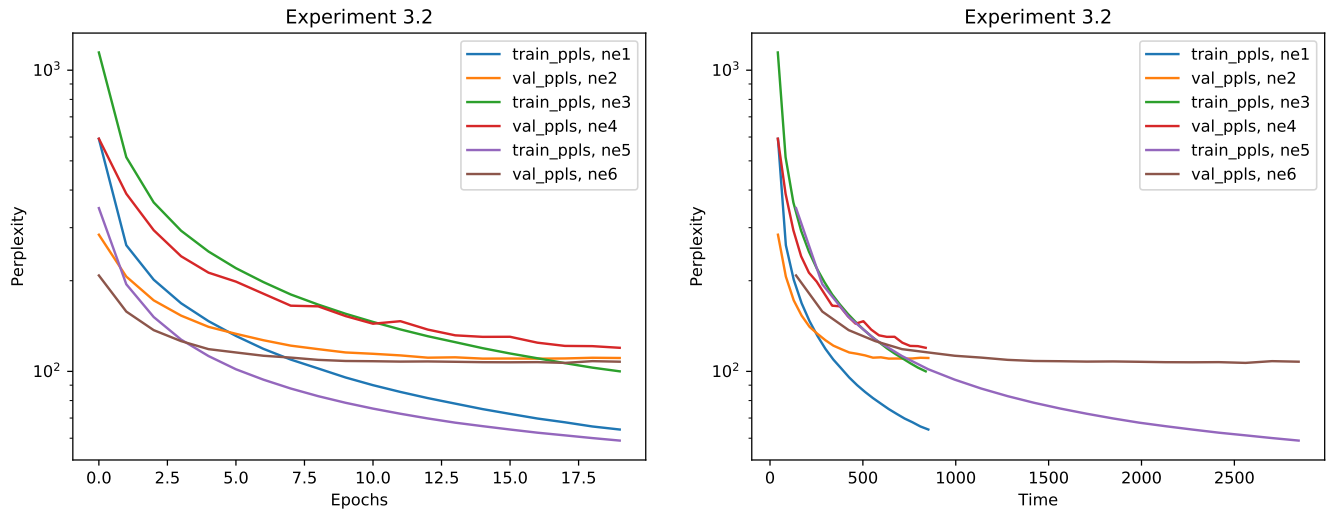 Experiment 3.2
Perplexity
10³
10²
train_ppls, ne1
val_ppls, ne2
train_ppls, ne3
val_ppls, ne4
train_ppls, ne5
val_ppls, ne6
0.0 2.5 5.0 7.5 10.0 12.5 15.0 17.5
Epochs
Experiment 3.2
Perplexity
10³
10²
train_ppls, ne1
val_ppls, ne2
train_ppls, ne3
val_ppls, ne4
train_ppls, ne5
val_ppls, ne6
0 500 1000 1500 2000 2500
Time